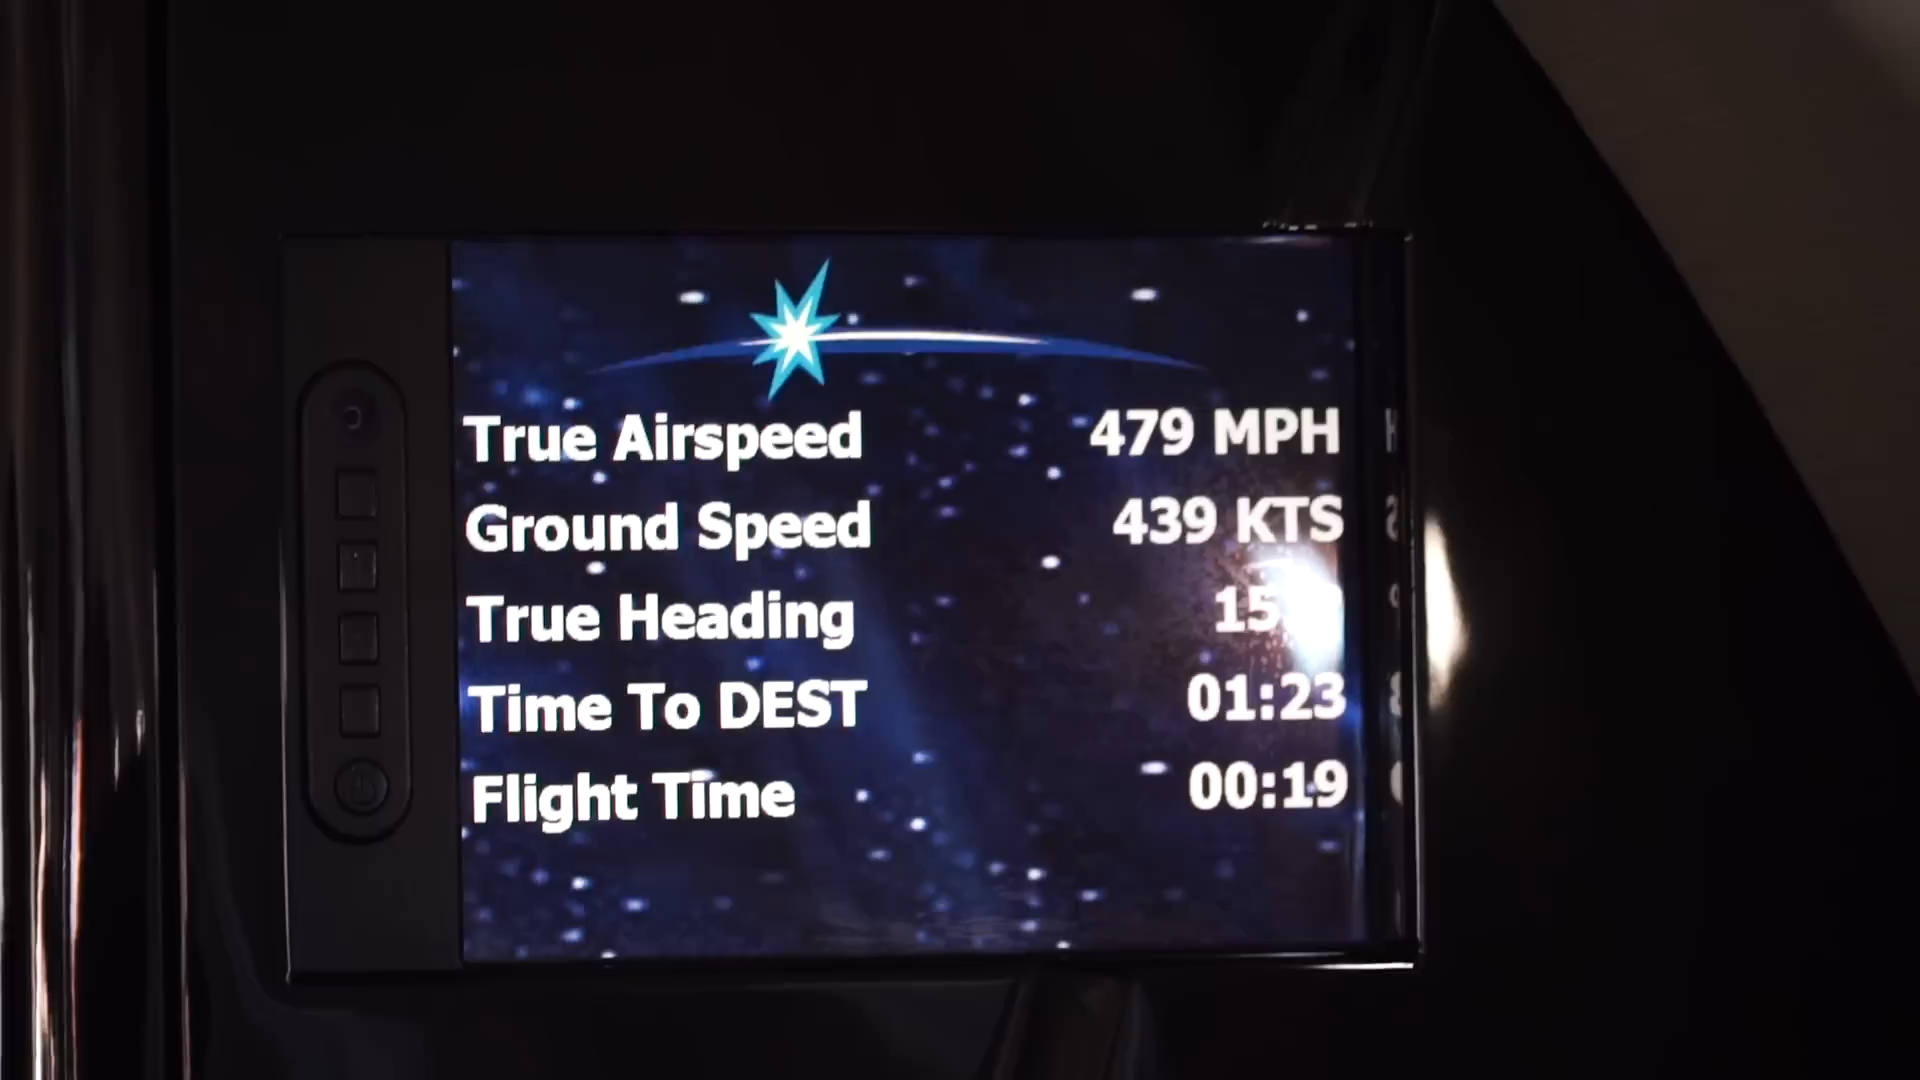 True Airspeed 479 MPH
Ground Speed 439 KTS
True Heading
Time To DEST 01:23
Flight Time 00:19